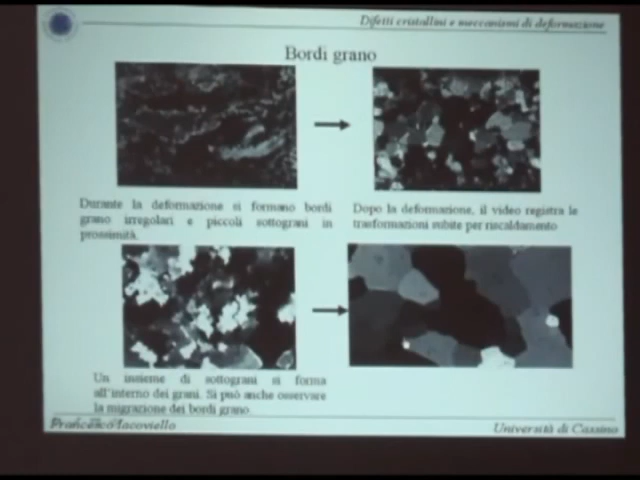 Difetti cristallini e meccanismi di deformazione
Bordi grano
Durante la deformazione si formano bordi
grano irregolari e piccoli sottograni in
prossimità.
Dopo la deformazione, il video registra le
trasformazioni subite per riscaldamento
Un insieme di sottograni si forma
all'interno dei grani. Si può anche osservare
la migrazione dei bordi grano
Francesco Iacoviello
Università di Cassino